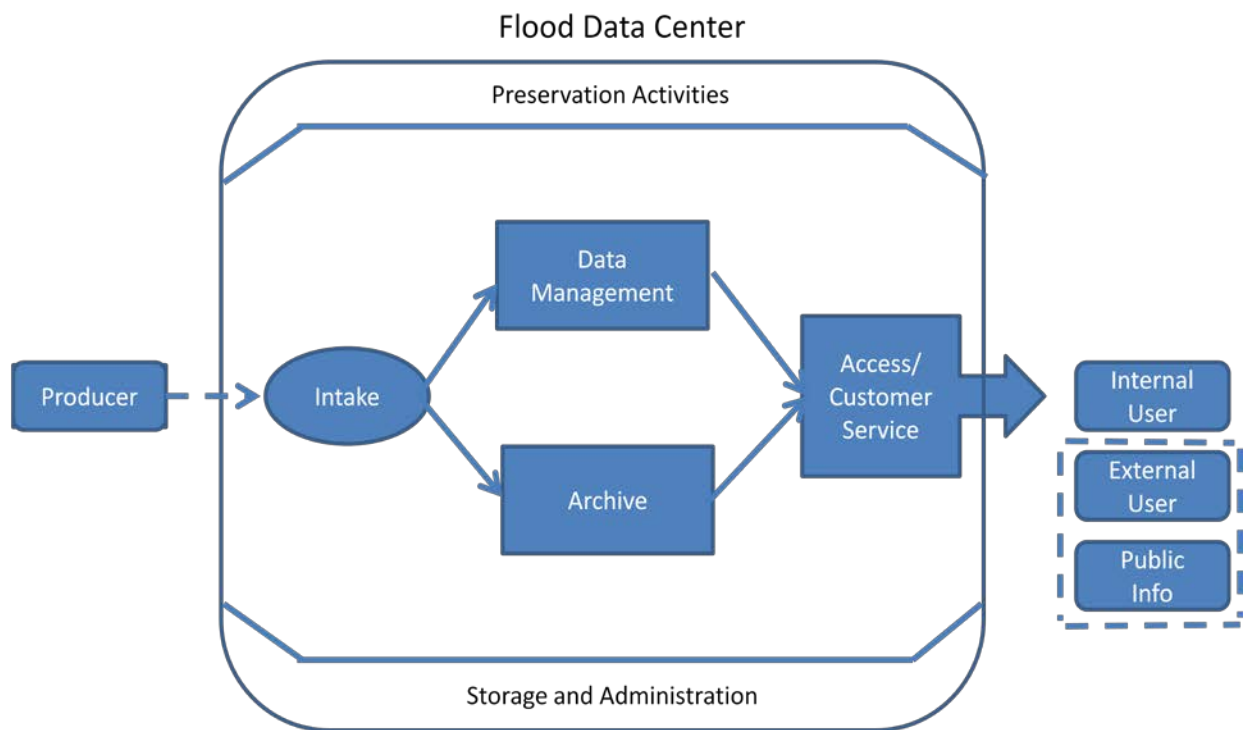 Flood Data Center
Preservation Activities
Data
Management
Producer
Intake
Access/
Customer
Service
Archive
Internal
User
External
User
Public
Info
Storage and Administration